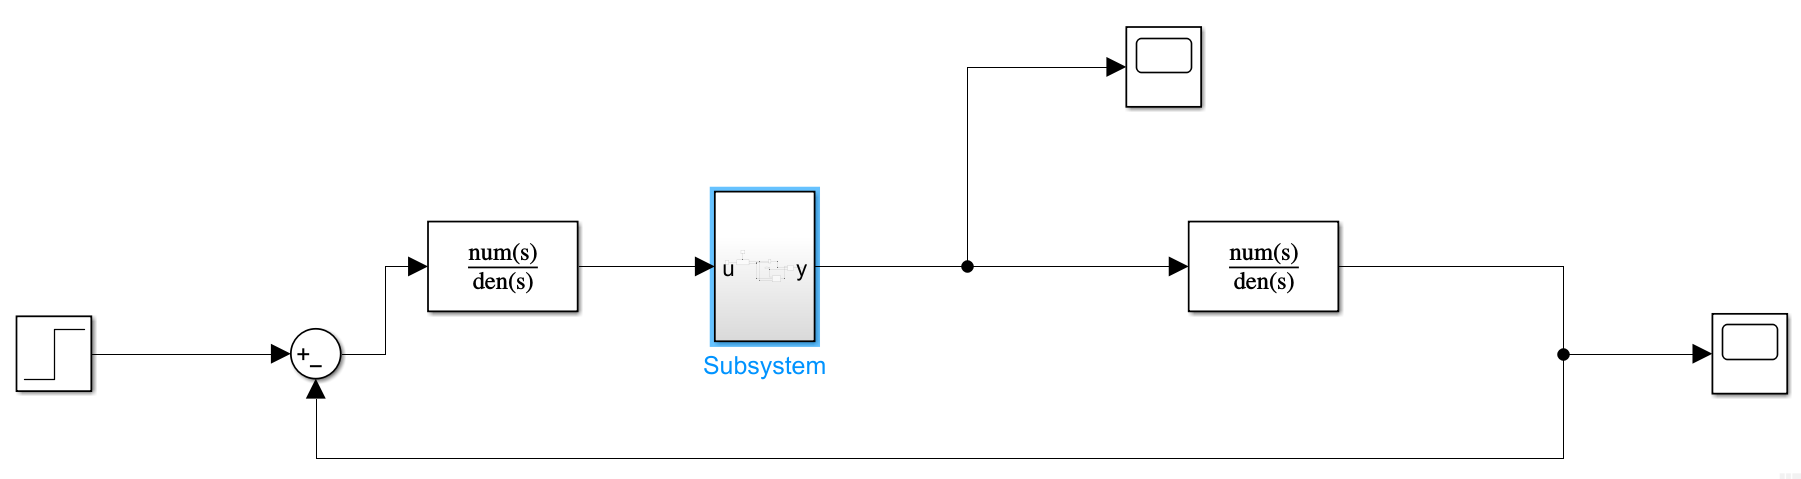 num(s)
den(s)
u
y
Subsystem
num(s)
den(s)
+
−